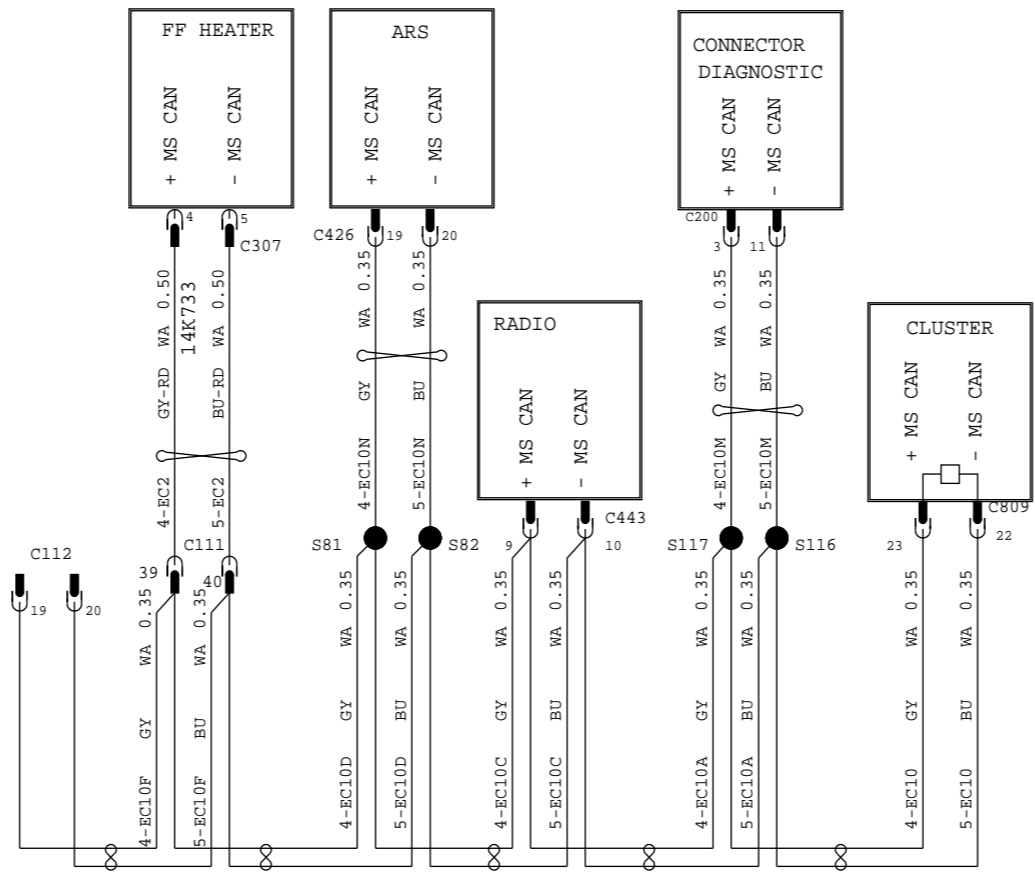 FF HEATER
+ MS CAN
- MS CAN
4
5
C307
GY-RD WA 0.50
14K733
BU-RD WA 0.50
4-EC2
5-EC2
C111
39
40
C112
19
20
4-EC10F GY WA 0.35
5-EC10F BU WA 0.35
ARS
+ MS CAN
- MS CAN
C426
19
20
4-EC10N GY WA 0.35
5-EC10N BU WA 0.35
S81
S82
4-EC10D GY WA 0.35
5-EC10D BU WA 0.35
RADIO
+ MS CAN
- MS CAN
C443
9
10
4-EC10C GY WA 0.35
5-EC10C BU WA 0.35
CONNECTOR
DIAGNOSTIC
+ MS CAN
- MS CAN
C200
3
11
4-EC10M GY WA 0.35
5-EC10M BU WA 0.35
S117
S116
4-EC10A GY WA 0.35
5-EC10A BU WA 0.35
CLUSTER
+ MS CAN
- MS CAN
C809
23
22
4-EC10 GY WA 0.35
5-EC10 BU WA 0.35